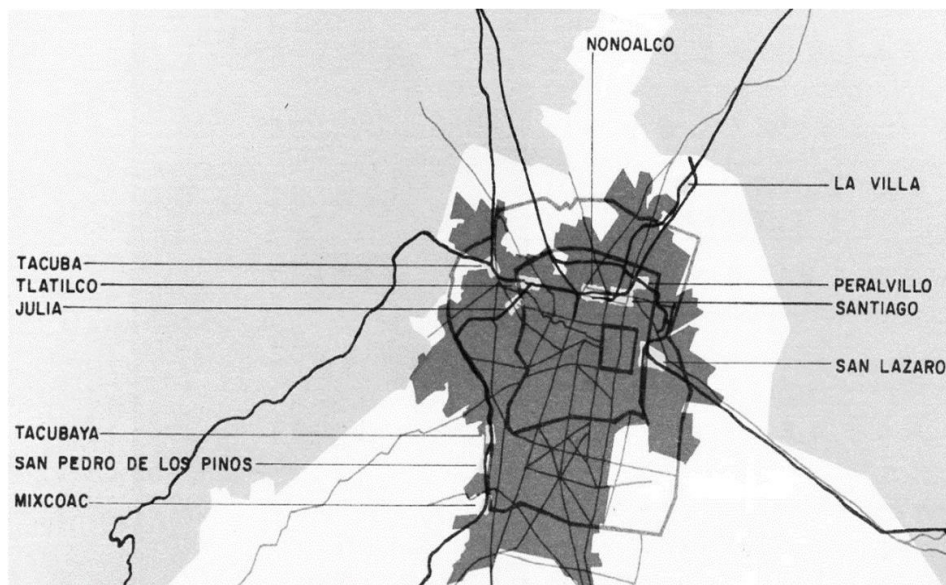 NONOALCO
LA VILLA
TACUBA
TLATILCO
JULIA
PERALVILLO
SANTIAGO
SAN LAZARO
TACUBAYA
SAN PEDRO DE LOS PINOS
MIXCOAC